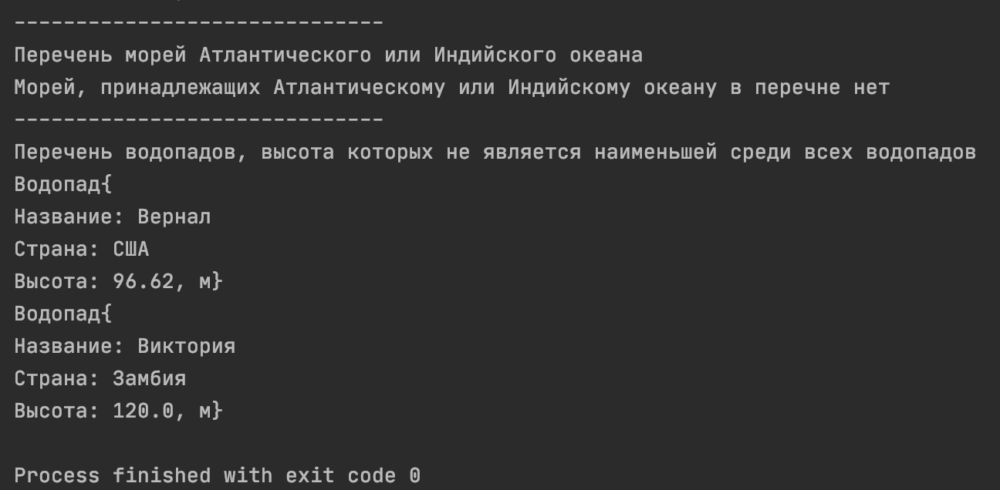 ------------------------------
Перечень морей Атлантического или Индийского океана
Морей, принадлежащих Атлантическому или Индийскому океану в перечне нет
------------------------------
Перечень водопадов, высота которых не является наименьшей среди всех водопадов
Водопад{
Название: Вернал
Страна: США
Высота: 96.62, м}
Водопад{
Название: Виктория
Страна: Замбия
Высота: 120.0, м}
Process finished with exit code 0